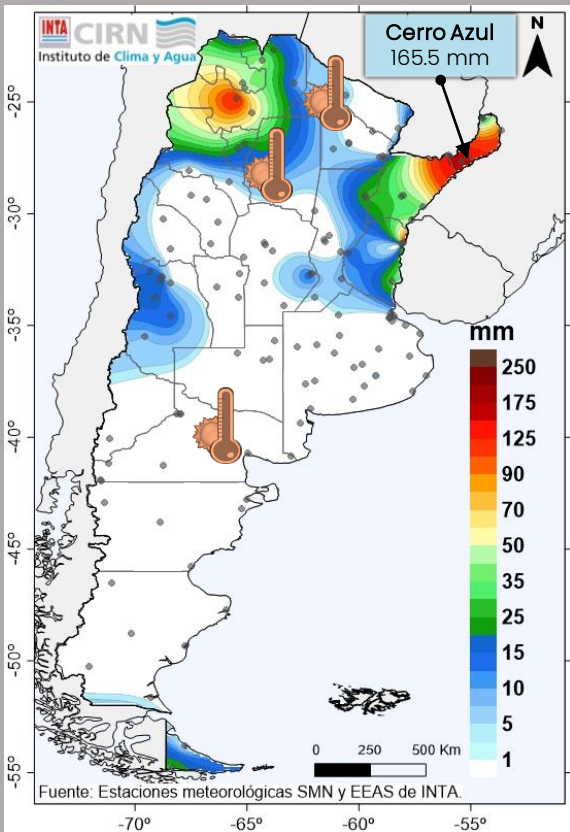 INTA CIRN
Instituto de Clima y Agua
Cerro Azul
165.5 mm
N
-25°
-30°
-35°
-40°
-45°
-50°
-55°
mm
250
175
125
90
70
50
35
25
15
10
5
1
0 250 500 Km
Fuente: Estaciones meteorológicas SMN y EEAS de INTA.
-70° -65° -60° -55°